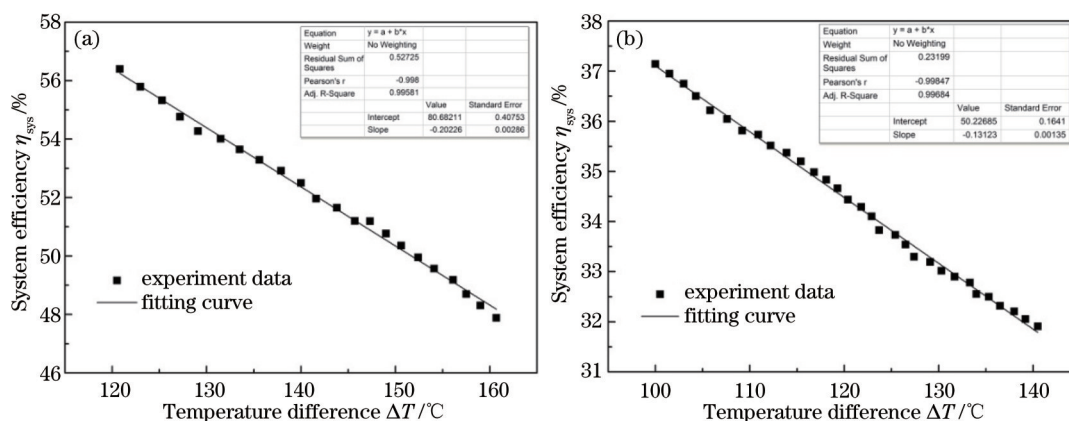 (a)
Equation y = a + b*x
Weight No Weighting
Residual Sum of Squares 0.52725
Pearson's r -0.998
Adj. R-Square 0.99581
Value Standard Error
Intercept 80.68211 0.40753
Slope -0.20226 0.00286
58
56
54
52
50
48
46
System efficiency ηsys/%
experiment data
fitting curve
120 130 140 150 160
Temperature difference ΔT/℃
(b)
Equation y = a + b*x
Weight No Weighting
Residual Sum of Squares 0.23199
Pearson's r -0.99847
Adj. R-Square 0.99684
Value Standard Error
Intercept 50.22685 0.1641
Slope -0.13123 0.00135
38
37
36
35
34
33
32
31
System efficiency ηsys/%
experiment data
fitting curve
100 110 120 130 140
Temperature difference ΔT/℃